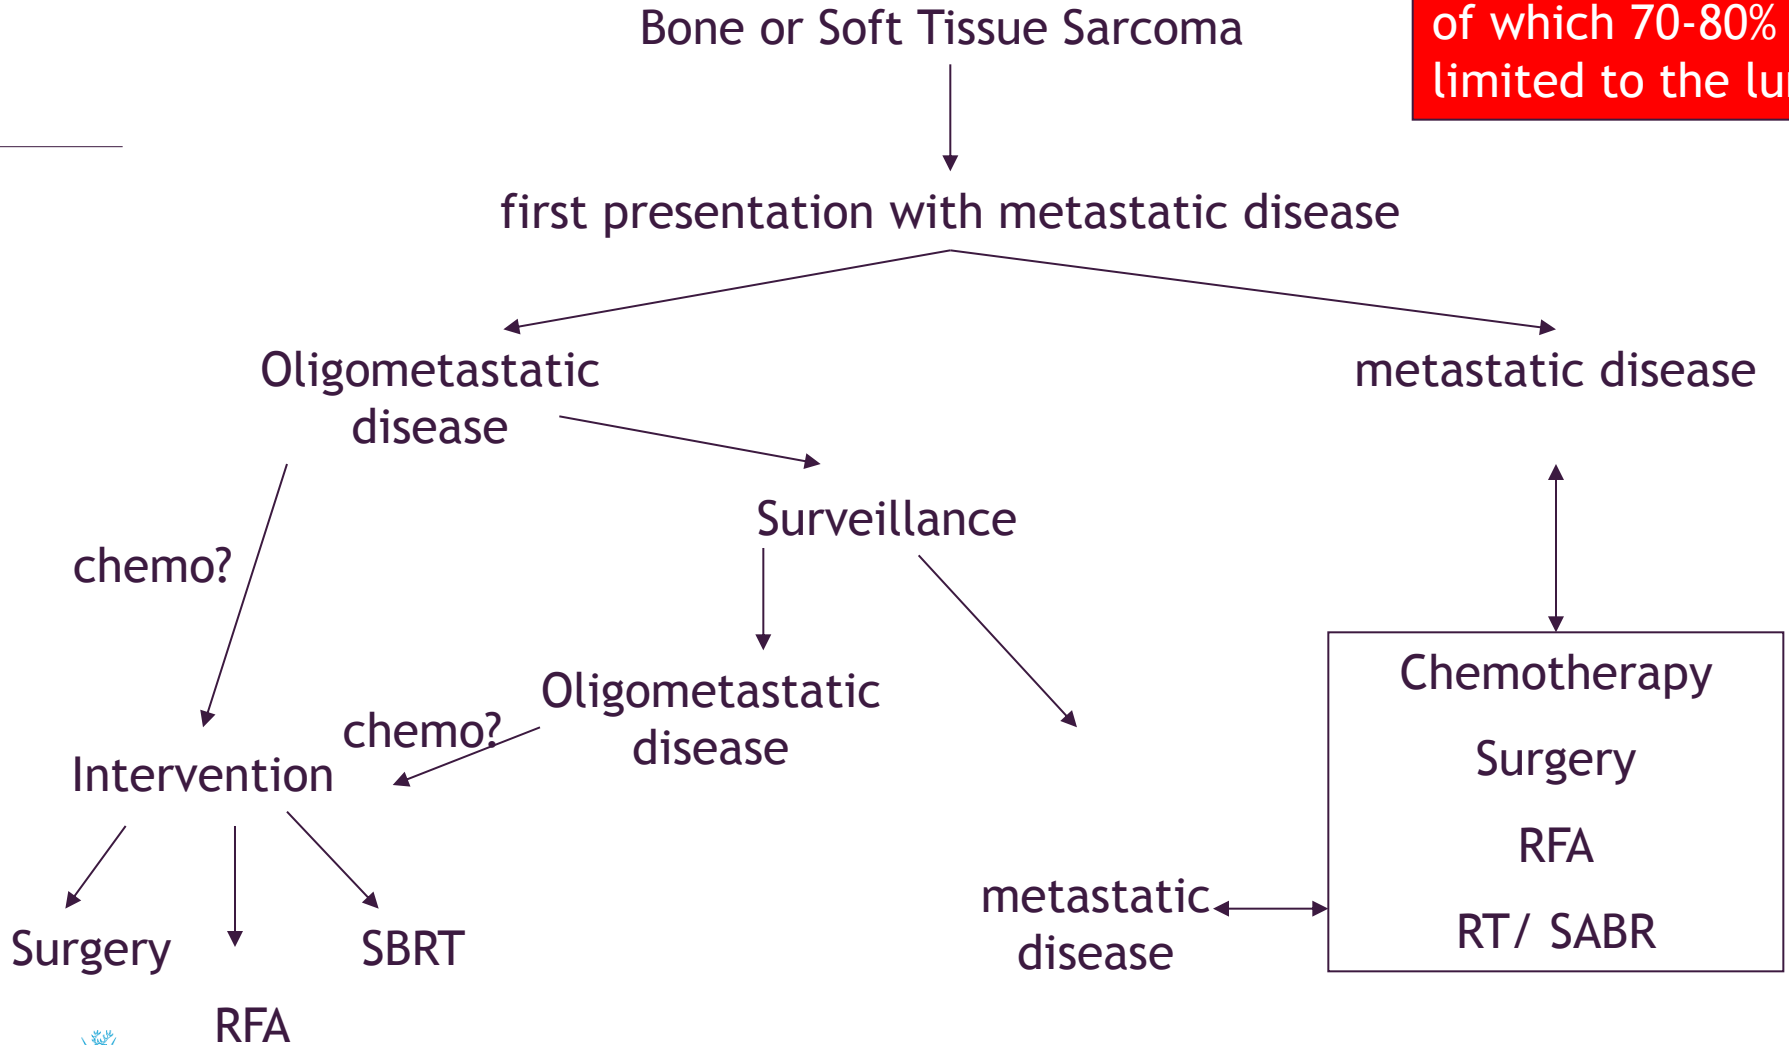 Bone or Soft Tissue Sarcoma
of which 70-80%
limited to the
first presentation with metastatic disease
Oligometastatic
disease
metastatic disease
Surveillance
chemo?
Oligometastatic
disease
chemo?
Intervention
Chemotherapy
Surgery
RFA
RT/ SABR
metastatic
disease
Surgery
SBRT
RFA